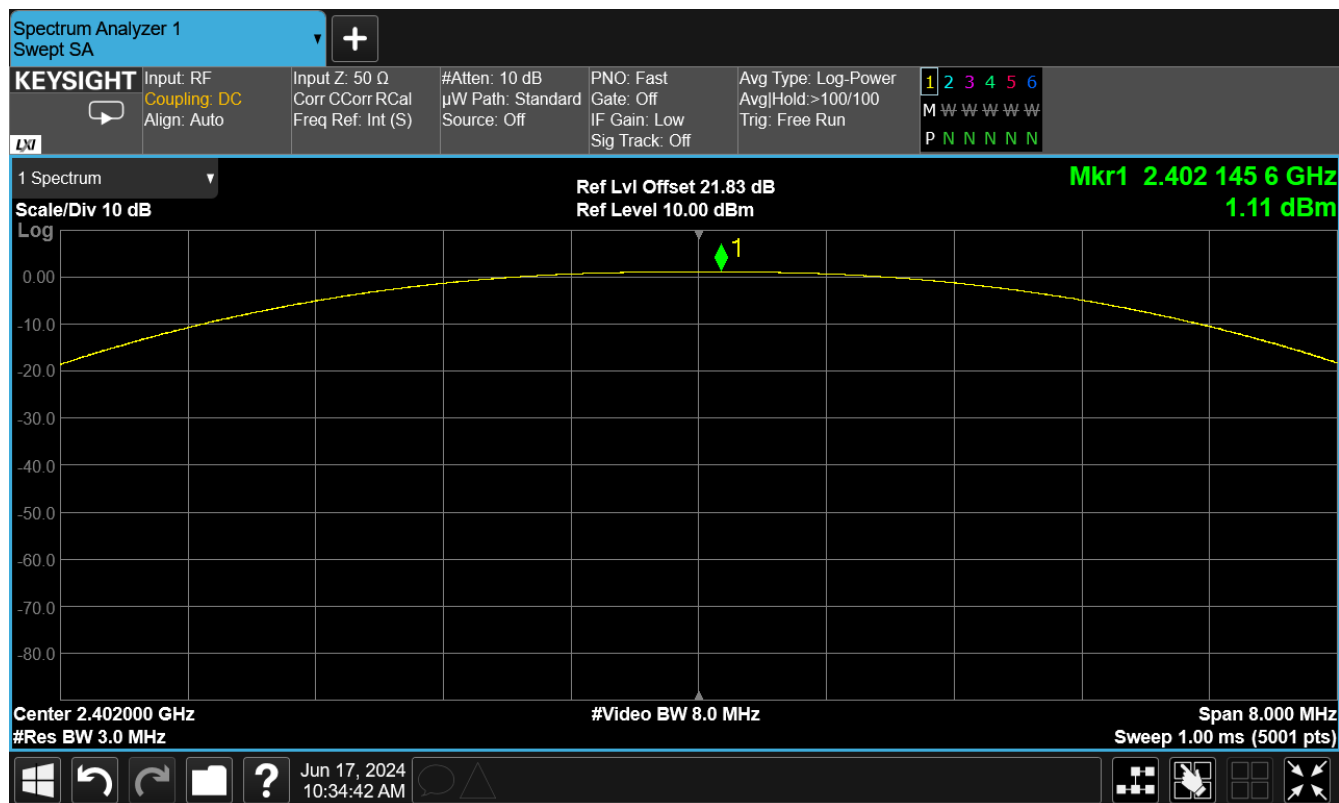 Spectrum Analyzer 1
Swept SA
KEYSIGHT
LXI
Input: RF
Coupling: DC
Align: Auto
Input Z: 50 Ω
Corr CCorr RCal
Freq Ref: Int (S)
#Atten: 10 dB
µW Path: Standard
Source: Off
PNO: Fast
Gate: Off
IF Gain: Low
Sig Track: Off
Avg Type: Log-Power
Avg|Hold:>100/100
Trig: Free Run
1 2 3 4 5 6
M W W W W W
P N N N N N
1 Spectrum
Scale/Div 10 dB
Log
Ref Lvl Offset 21.83 dB
Ref Level 10.00 dBm
Mkr1 2.402 145 6 GHz
1.11 dBm
1
0.00
-10.0
-20.0
-30.0
-40.0
-50.0
-60.0
-70.0
-80.0
Center 2.402000 GHz
#Res BW 3.0 MHz
#Video BW 8.0 MHz
Span 8.000 MHz
Sweep 1.00 ms (5001 pts)
?
Jun 17, 2024
10:34:42 AM